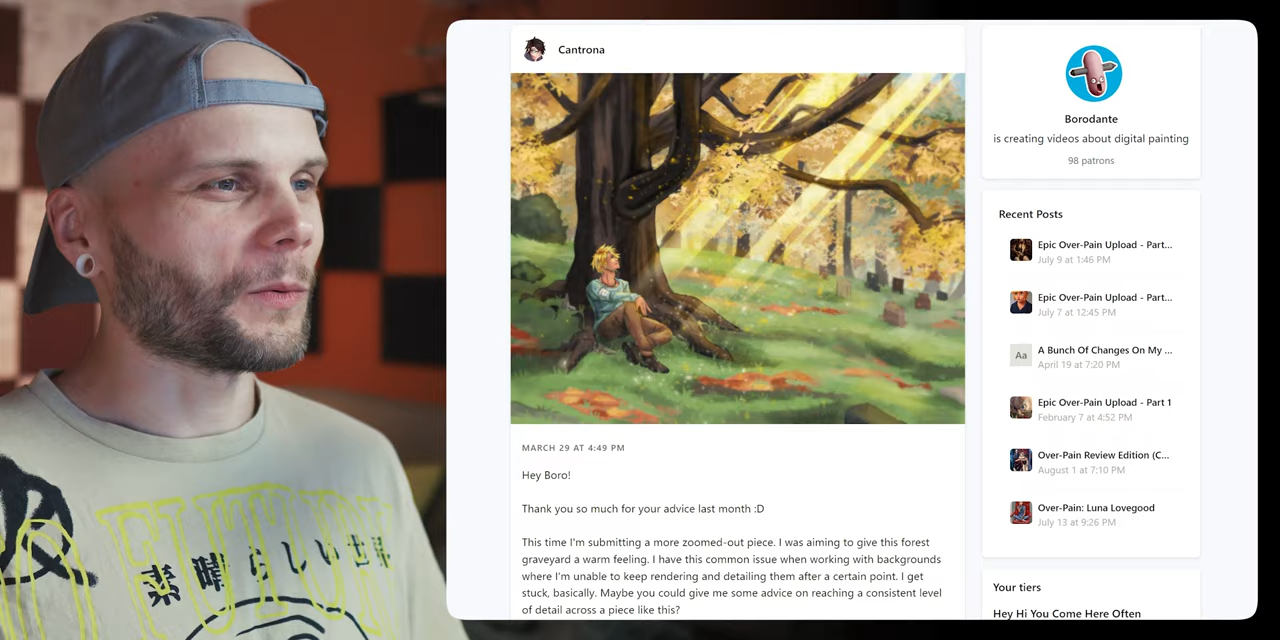 Cantrona
MARCH 29 AT 4:49 PM
Hey Boro!
Thank you so much for your advice last month :D
This time I'm submitting a more zoomed-out piece. I was aiming to give this forest
graveyard a warm feeling. I have this common issue when working with backgrounds
where I'm unable to keep rendering and detailing them after a certain point. I get
stuck, basically. Maybe you could give me some advice on reaching a consistent level
of detail across a piece like this?
Borodante
is creating videos about digital painting
98 patrons
Recent Posts
Epic Over-Pain Upload - Part...
July 9 at 1:46 PM
Epic Over-Pain Upload - Part...
July 7 at 12:45 PM
Aa
A Bunch Of Changes On My ...
April 19 at 7:20 PM
Epic Over-Pain Upload - Part 1
February 7 at 4:52 PM
Over-Pain Review Edition (C...
August 1 at 7:10 PM
Over-Pain: Luna Lovegood
July 13 at 9:26 PM
Your tiers
Hey Hi You Come Here Often
素晴らしい世界